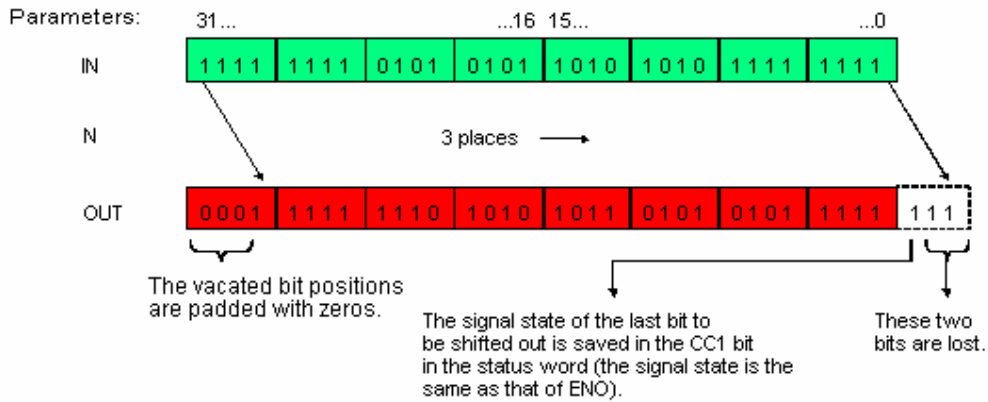 Parameters: 31... ...16 15... ...0
IN 1111 1111 0101 0101 1010 1010 1111 1111
N 3 places
OUT 0001 1111 1110 1010 1011 0101 0101 1111 111
The vacated bit positions
are padded with zeros.
The signal state of the last bit to
be shifted out is saved in the CC1 bit
in the status word (the signal state is the
same as that of ENO).
These two
bits are lost.